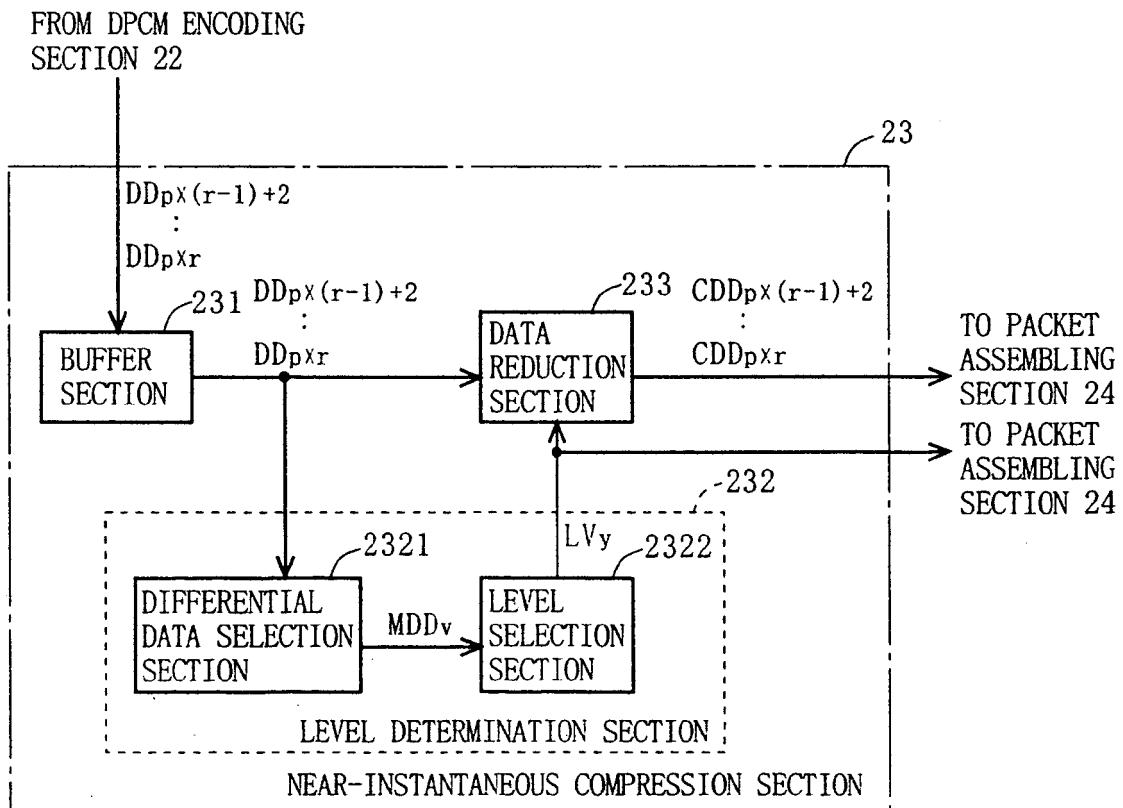 FROM DPCM ENCODING
SECTION 22
23
DDp×(r-1)+2
:
DDp×r
231
DDp×(r-1)+2
:
DDp×r
233
CDDp×(r-1)+2
:
CDDp×r
BUFFER
SECTION
DATA
REDUCTION
SECTION
TO PACKET
ASSEMBLING
SECTION 24
TO PACKET
ASSEMBLING
SECTION 24
232
LVy
2321
2322
DIFFERENTIAL
DATA SELECTION
SECTION
MDDv
LEVEL
SELECTION
SECTION
LEVEL DETERMINATION SECTION
NEAR-INSTANTANEOUS COMPRESSION SECTION